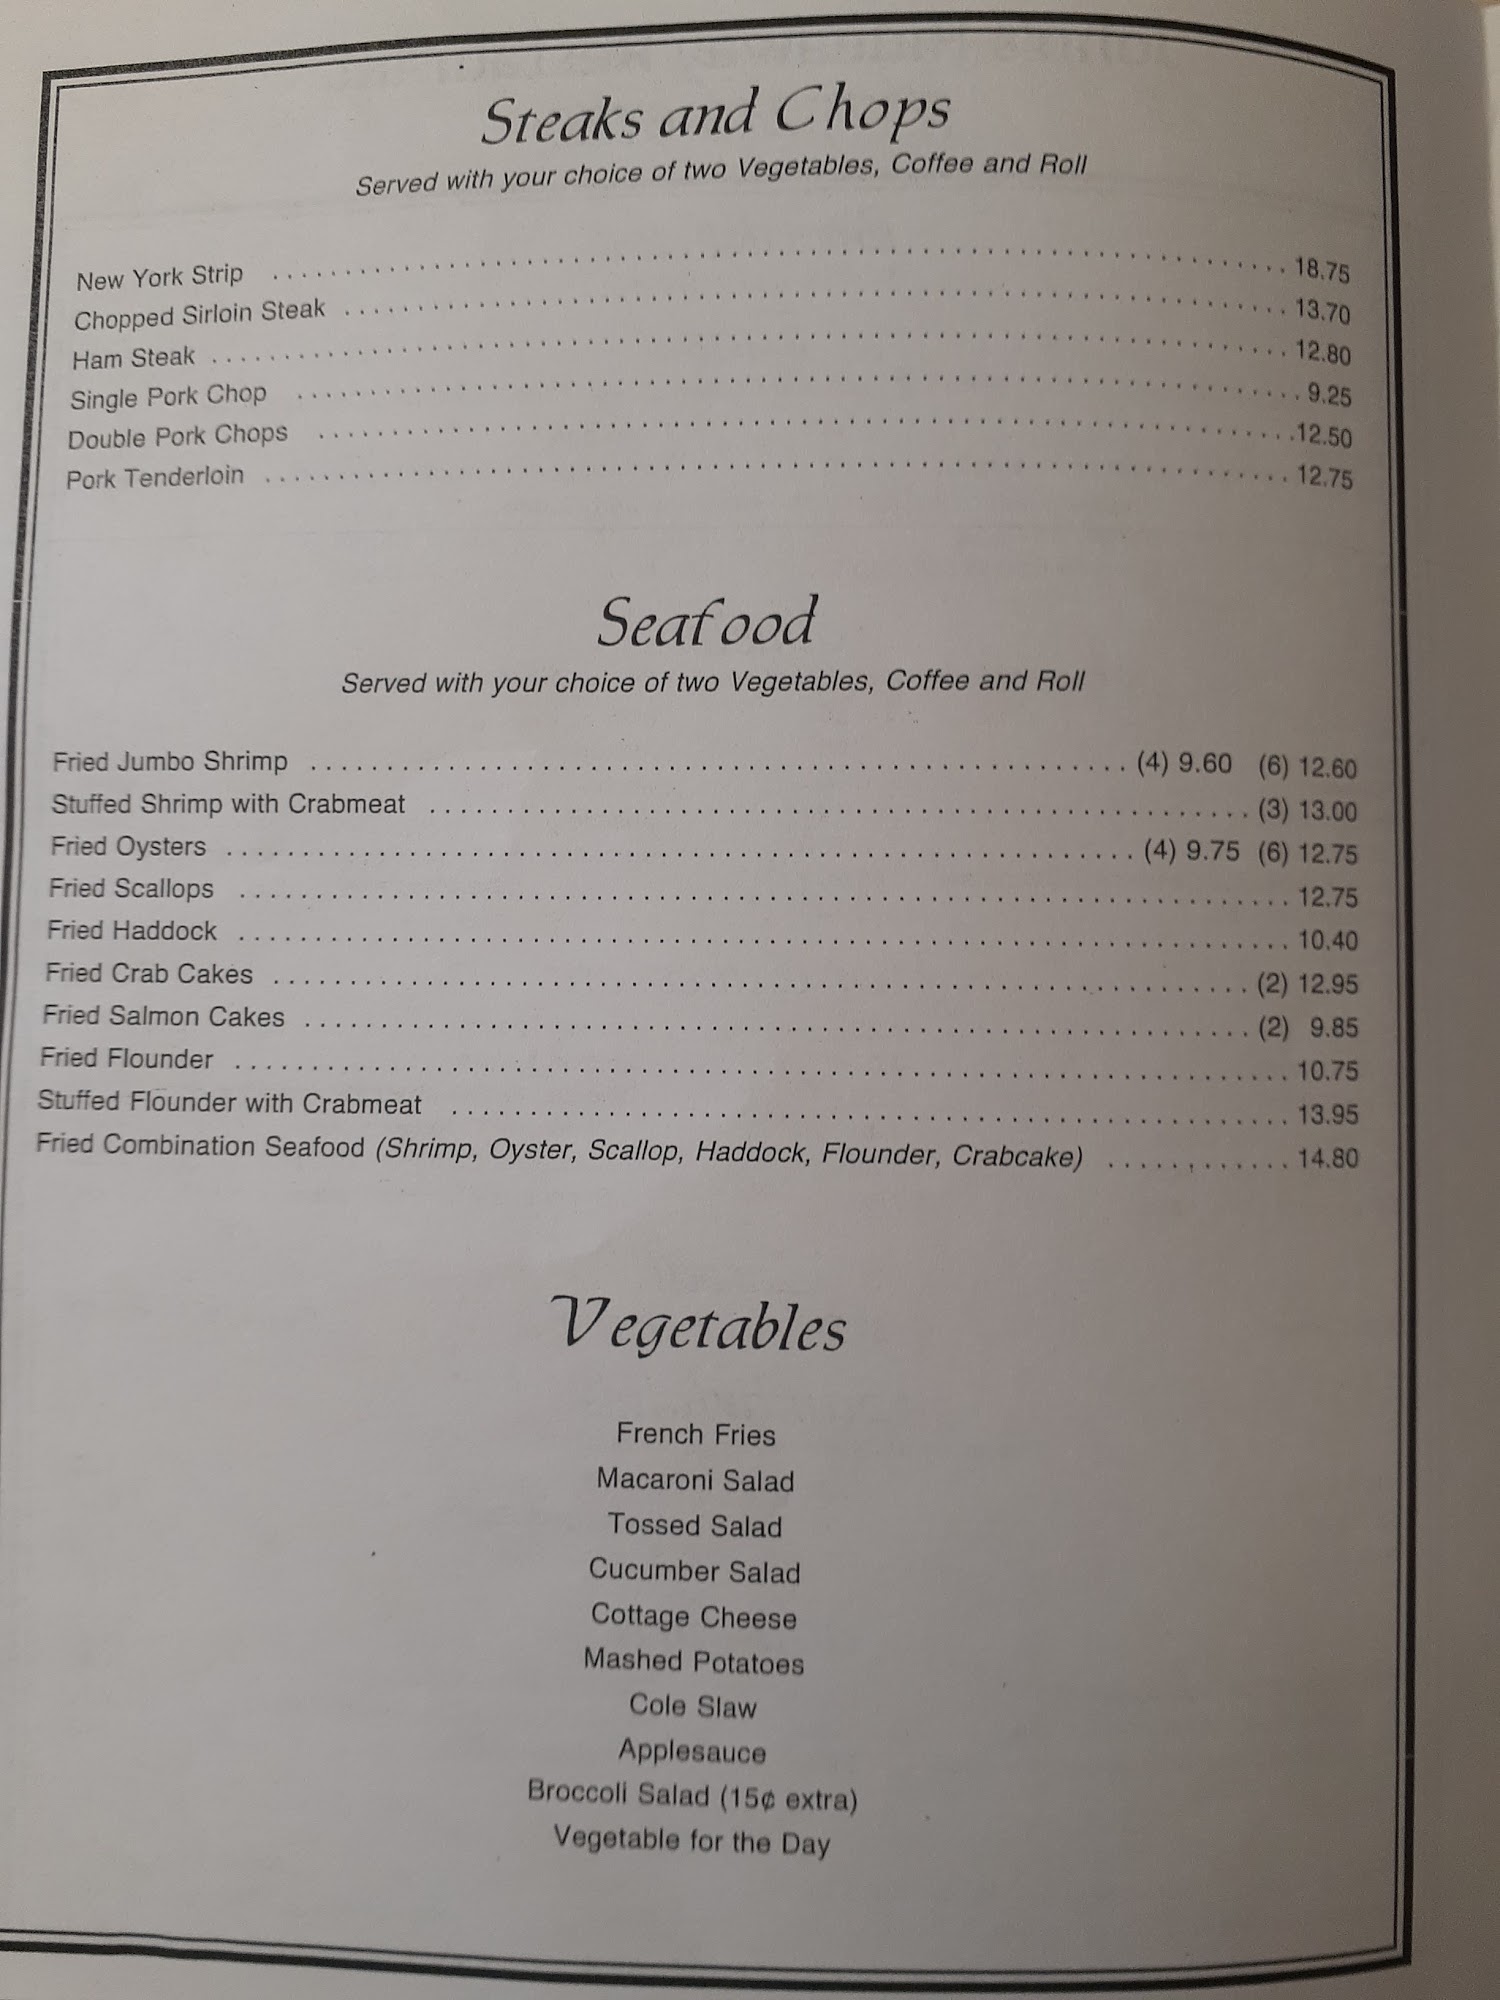 Steaks and Chops
Served with your choice of two Vegetables, Coffee and Roll
New York Strip . . . . . . . . . . 18.75
Chopped Sirloin Steak . . . . . . . . . . 13.70
Ham Steak . . . . . . . . . . 12.80
Single Pork Chop . . . . . . . . . . 9.25
Double Pork Chops . . . . . . . . . . 12.50
Pork Tenderloin . . . . . . . . . . 12.75
Seafood
Served with your choice of two Vegetables, Coffee and Roll
Fried Jumbo Shrimp . . . . . . . . . . (4) 9.60 (6) 12.60
Stuffed Shrimp with Crabmeat . . . . . . . . . . (3) 13.00
Fried Oysters . . . . . . . . . . (4) 9.75 (6) 12.75
Fried Scallops . . . . . . . . . . 12.75
Fried Haddock . . . . . . . . . . 10.40
Fried Crab Cakes . . . . . . . . . . (2) 12.95
Fried Salmon Cakes . . . . . . . . . . (2) 9.85
Fried Flounder . . . . . . . . . . 10.75
Stuffed Flounder with Crabmeat . . . . . . . . . . 13.95
Fried Combination Seafood (Shrimp, Oyster, Scallop, Haddock, Flounder, Crabcake) . . . . . . . . . . 14.80
Vegetables
French Fries
Macaroni Salad
Tossed Salad
Cucumber Salad
Cottage Cheese
Mashed Potatoes
Cole Slaw
Applesauce
Broccoli Salad (15¢ extra)
Vegetable for the Day